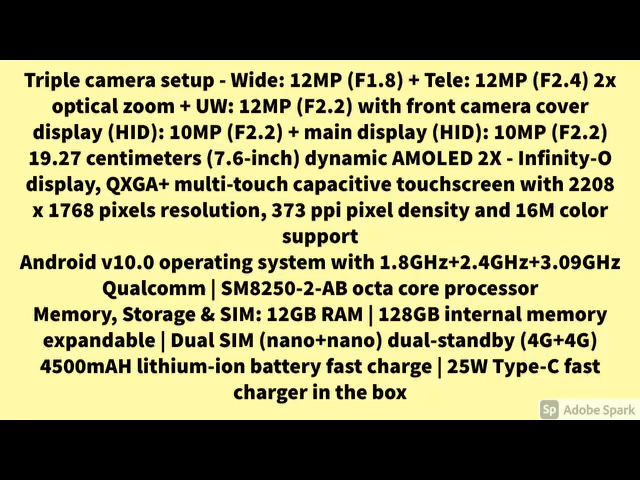 Triple camera setup - Wide: 12MP (F1.8) + Tele: 12MP (F2.4) 2x
optical zoom + UW: 12MP (F2.2) with front camera cover
display (HID): 10MP (F2.2) + main display (HID): 10MP (F2.2)
19.27 centimeters (7.6-inch) dynamic AMOLED 2X - Infinity-O
display, QXGA+ multi-touch capacitive touchscreen with 2208
x 1768 pixels resolution, 373 ppi pixel density and 16M color
support
Android v10.0 operating system with 1.8GHz+2.4GHz+3.09GHz
Qualcomm | SM8250-2-AB octa core processor
Memory, Storage & SIM: 12GB RAM | 128GB internal memory
expandable | Dual SIM (nano+nano) dual-standby (4G+4G)
4500mAH lithium-ion battery fast charge | 25W Type-C fast
charger in the box
Sp Adobe Spark